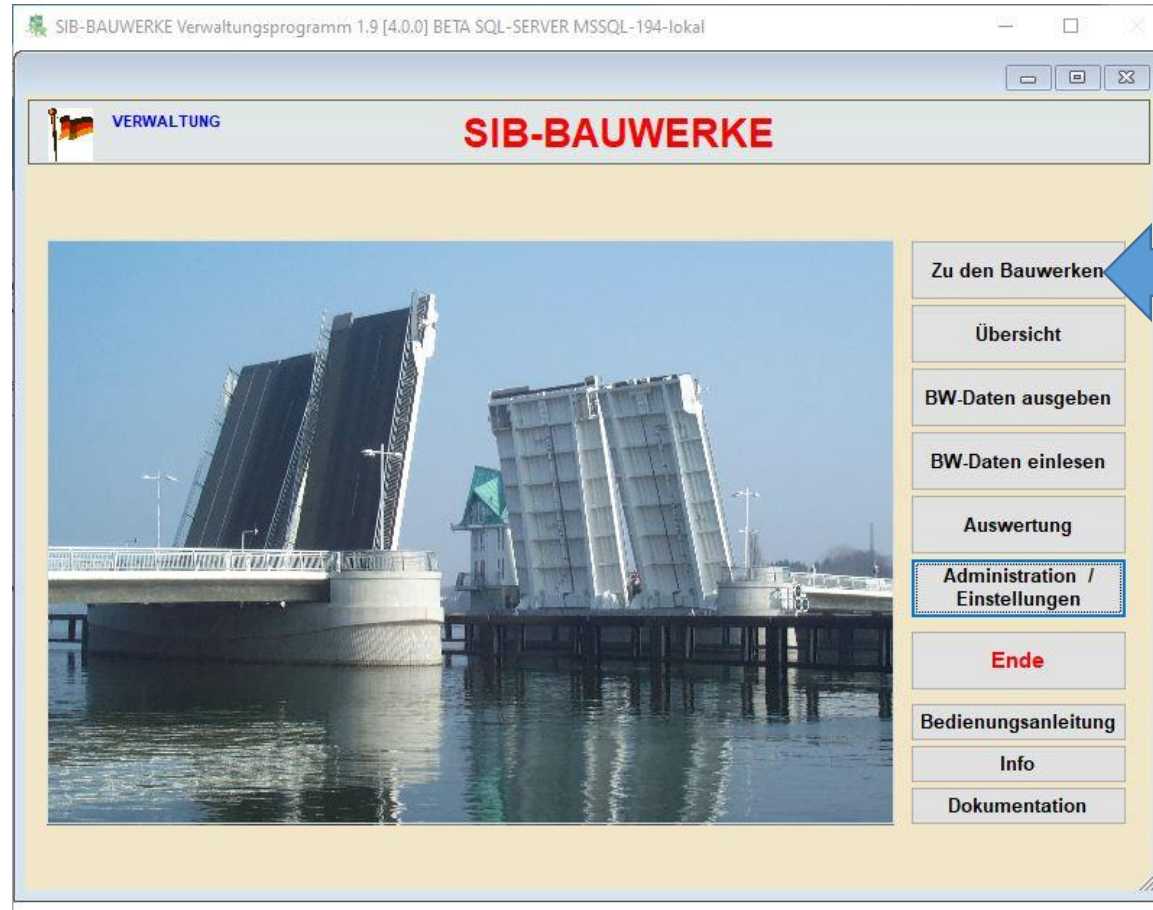 SIB-BAUWERKE Verwaltungsprogramm 1.9 [4.0.0] BETA SQL-SERVER MSSQL-194-lokal
VERWALTUNG
SIB-BAUWERKE
Zu den Bauwerken
Übersicht
BW-Daten ausgeben
BW-Daten einlesen
Auswertung
Administration /
Einstellungen
Ende
Bedienungsanleitung
Info
Dokumentation